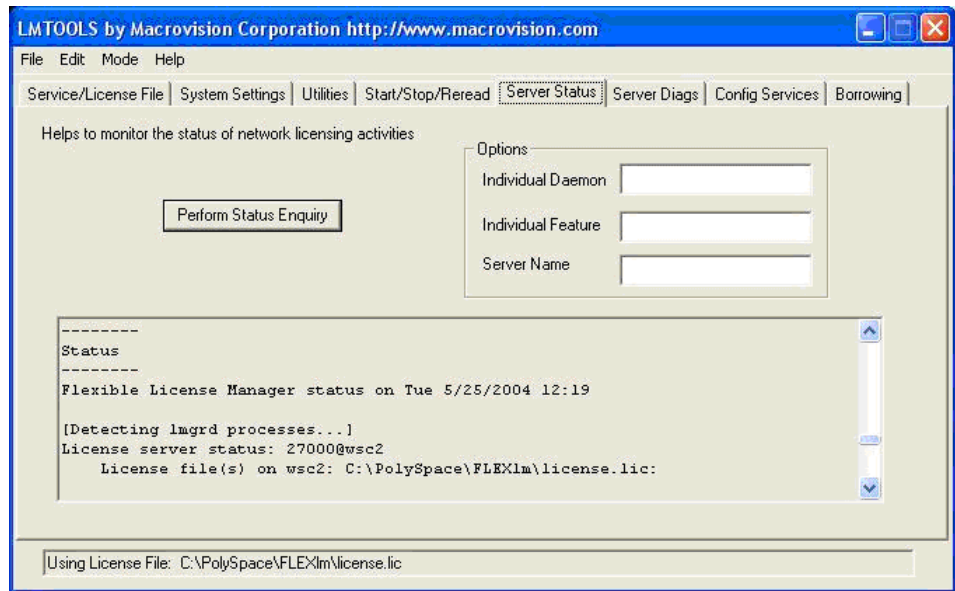 LMTOOLS by Macrovision Corporation http://www.macrovision.com
File Edit Mode Help
Service/License File System Settings Utilities Start/Stop/Reread Server Status Server Diags Config Services Borrowing
Helps to monitor the status of network licensing activities
Options
Individual Daemon
Perform Status Enquiry
Individual Feature
Server Name
--------
Status
--------
Flexible License Manager status on Tue 5/25/2004 12:19
[Detecting lmgrd processes...]
License server status: 27000@wsc2
License file(s) on wsc2: C:\PolySpace\FLEXlm\license.lic:
Using License File: C:\PolySpace\FLEXlm\license.lic